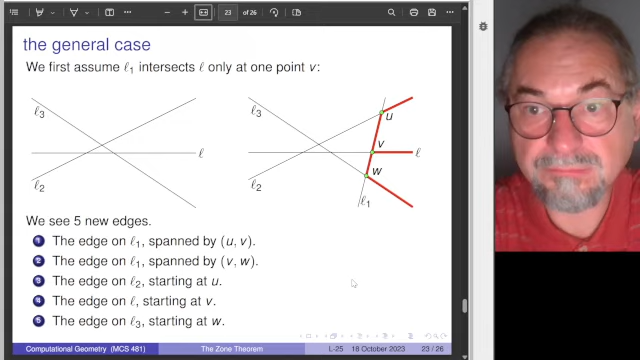 23 (23 of 26)
the general case
We first assume ℓ1 intersects ℓ only at one point v:
ℓ3
ℓ
ℓ2
ℓ3
u
v
ℓ
w
ℓ2
ℓ1
We see 5 new edges.
1 The edge on ℓ1, spanned by (u, v).
2 The edge on ℓ1, spanned by (v, w).
3 The edge on ℓ2, starting at u.
4 The edge on ℓ, starting at v.
5 The edge on ℓ3, starting at w.
Computational Geometry (MCS 481) The Zone Theorem L-25 18 October 2023 23 / 26